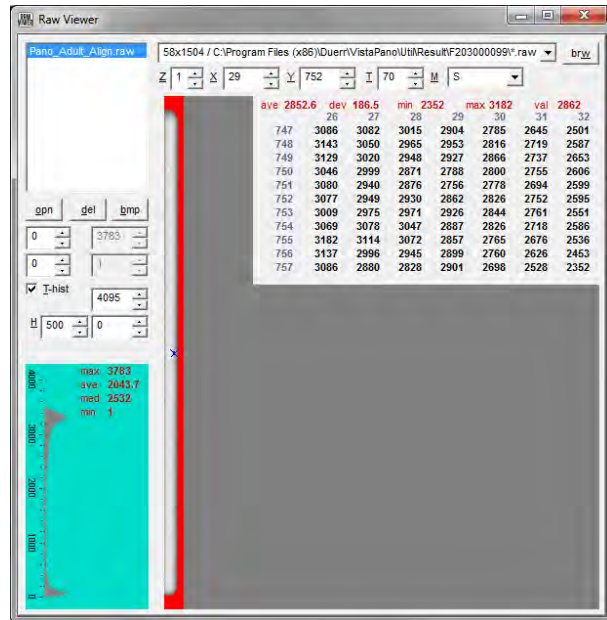 Raw Viewer
Pano_Adult_Align.raw
58x1504 / C:\Program Files (x86)\Duerr\VistaPano\Util\Result\F203000099\*.raw
brw
Z 1 X 29 Y 752 I 70 M S
ave 2852.6 dev 186.5 min 2352 max 3182 val 2862
26 27 28 29 30 31 32
747 3086 3082 3015 2904 2785 2645 2501
748 3143 3050 2965 2953 2816 2719 2587
749 3129 3020 2948 2927 2866 2737 2653
750 3046 2999 2871 2788 2800 2755 2606
751 3080 2940 2876 2756 2778 2694 2599
752 3077 2949 2930 2862 2826 2752 2595
753 3009 2975 2971 2926 2844 2761 2551
754 3069 3078 3047 2887 2826 2718 2586
755 3182 3114 3072 2857 2765 2676 2536
756 3137 2996 2945 2899 2760 2626 2453
757 3086 2880 2828 2901 2698 2528 2352
opn del bmp
0 3783
0 1
T-hist 4095
H 500 0
max 3783
ave 2043.7
med 2532
min 1
4000
3000
2000
1000
0